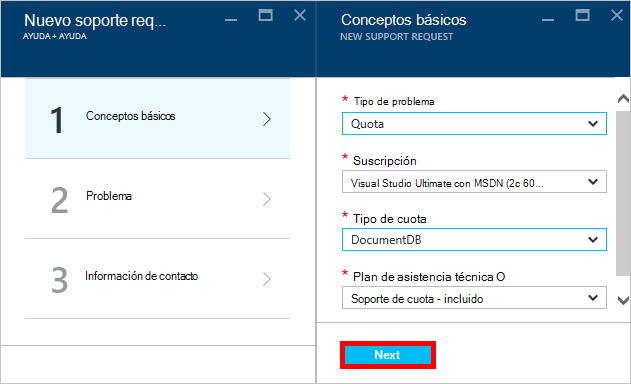 Nuevo soporte req...
AYUDA + AYUDA
1 Conceptos básicos
2 Problema
3 Información de contacto
Conceptos básicos
NEW SUPPORT REQUEST
* Tipo de problema
Quota
* Suscripción
Visual Studio Ultimate con MSDN (2c 60...
* Tipo de cuota
DocumentDB
* Plan de asistencia técnica O
Soporte de cuota - incluido
Next